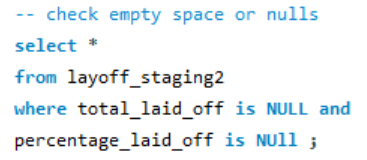 -- check empty space or nulls
select *
from layoff_staging2
where total_laid_off is NULL and
percentage_laid_off is NUll ;